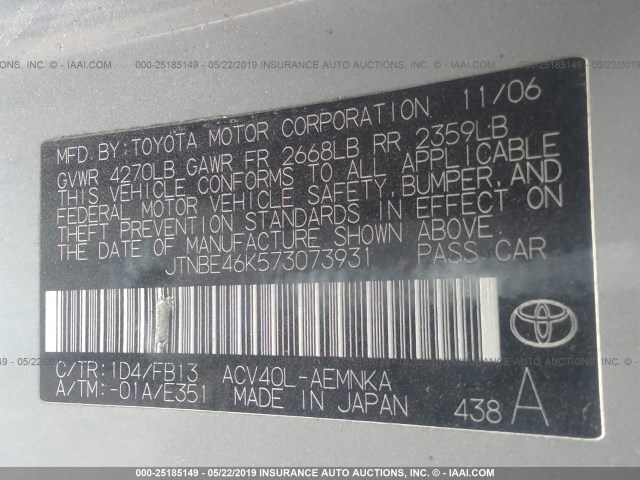 000-25185149 - 05/22/2019 INSURANCE AUTO AUCTIONS, INC. - IAAI.COM
MFD. BY: TOYOTA MOTOR CORPORATION 11/06
GVWR 4270LB GAWR FR 2668LB RR 2359LB
THIS VEHICLE CONFORMS TO ALL APPLICABLE
FEDERAL MOTOR VEHICLE SAFETY, BUMPER, AND
THEFT PREVENTION STANDARDS IN EFFECT ON
THE DATE OF MANUFACTURE SHOWN ABOVE.
JTNBE46K573073931 PASS. CAR
C/TR: 1D4/FB13 ACV40L-AEMNKA
A/TM: -01A/E351 MADE IN JAPAN 438 A
000-25185149 - 05/22/2019 INSURANCE AUTO AUCTIONS, INC. - IAAI.COM